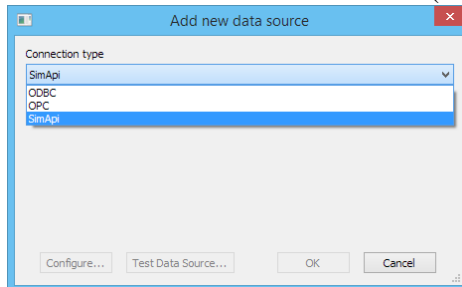 Add new data source
Connection type
SimApi
ODBC
OPC
SimApi
Configure... Test Data Source... OK Cancel